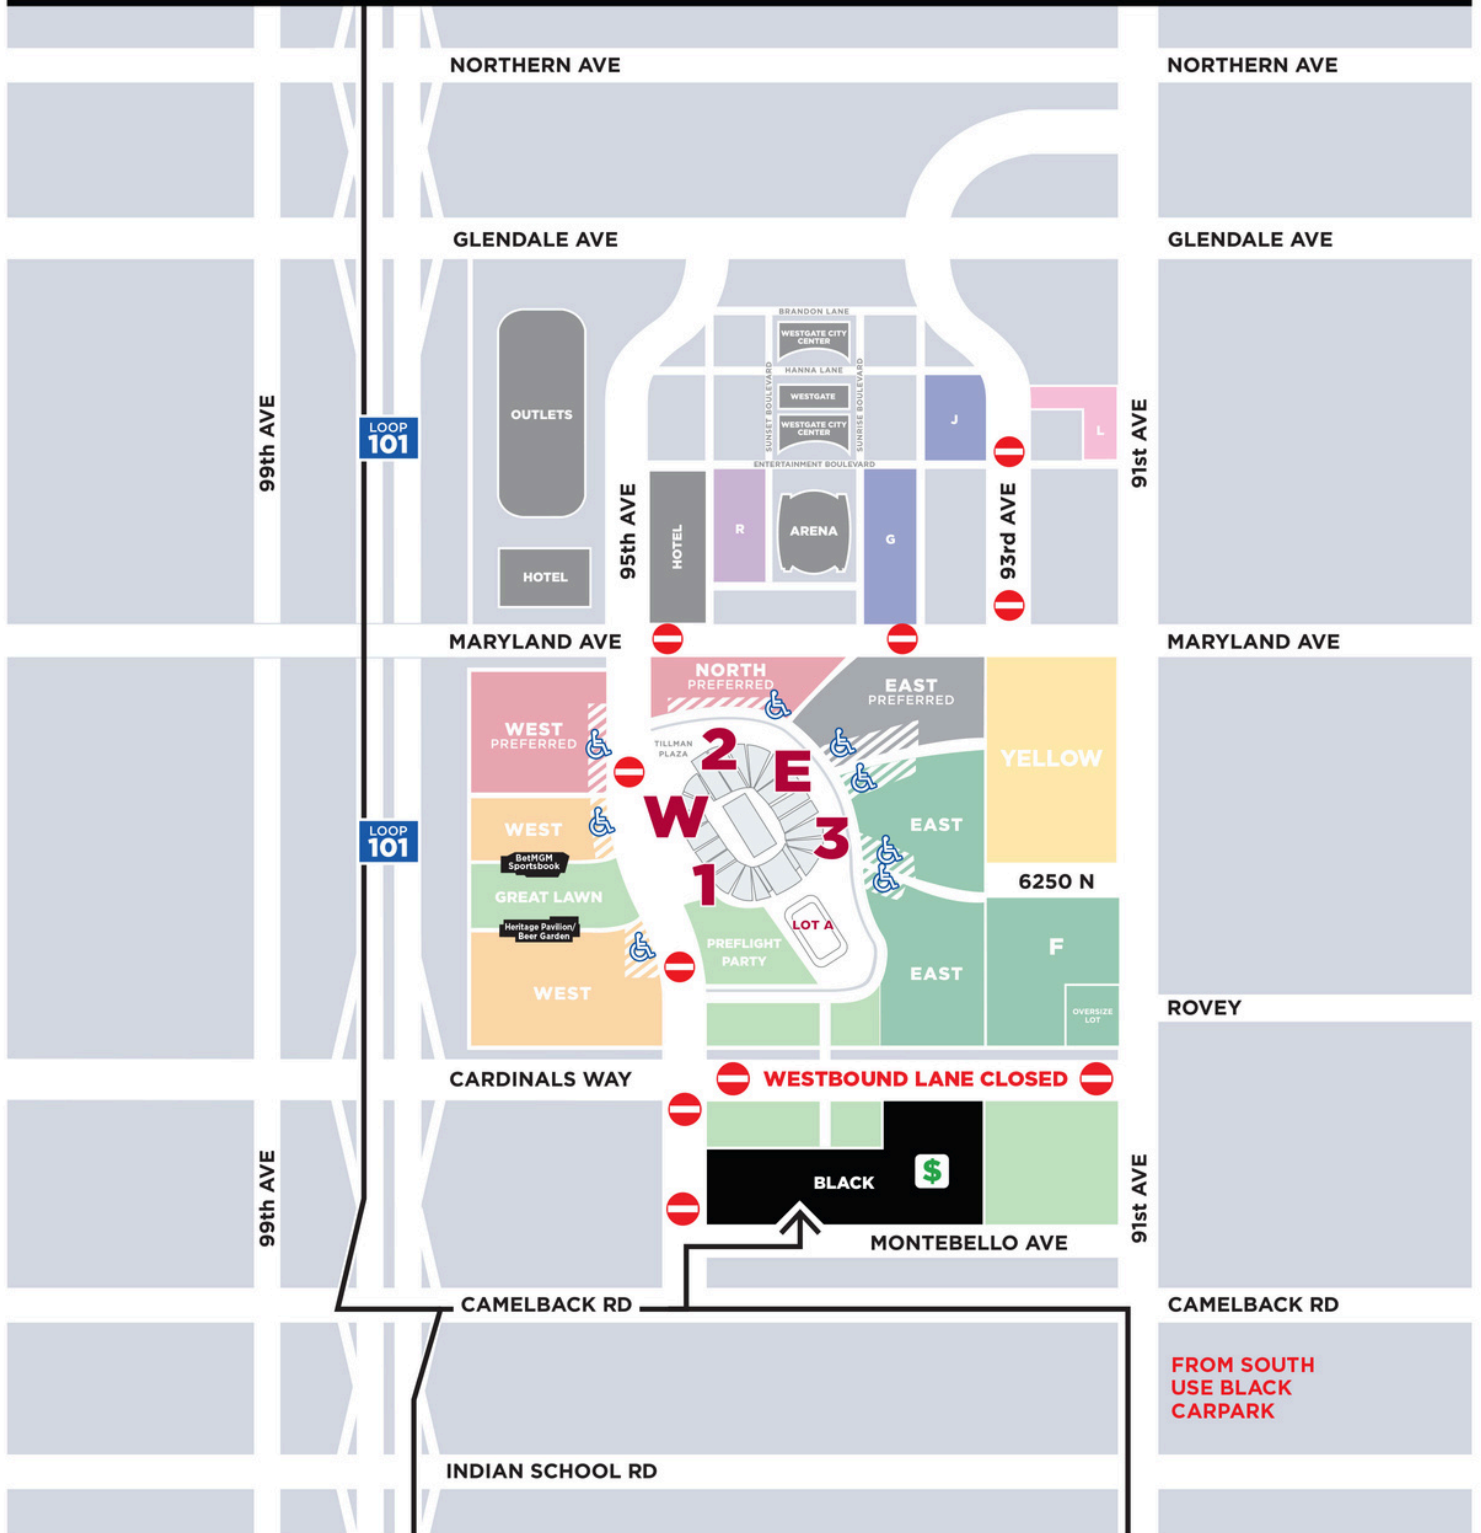 NORTHERN AVE
NORTHERN AVE
GLENDALE AVE
GLENDALE AVE
BRANDON LANE
WESTGATE CITY
CENTER
HANNA LANE
SUNSET BOULEVARD
SUNRISE BOULEVARD
WESTGATE
WESTGATE CITY
CENTER
OUTLETS
J
L
99th AVE
LOOP
101
91st AVE
ENTERTAINMENT BOULEVARD
95th AVE
HOTEL
R
ARENA
G
93rd AVE
HOTEL
MARYLAND AVE
MARYLAND AVE
NORTH
PREFERRED
EAST
PREFERRED
WEST
PREFERRED
TILLMAN
PLAZA
2
E
YELLOW
W
3
1
LOOP
101
WEST
EAST
BetMGM
Sportsbook
GREAT LAWN
6250 N
Heritage Pavilion/
Beer Garden
LOT A
PREFLIGHT
PARTY
F
EAST
WEST
OVERSIZE
LOT
ROVEY
CARDINALS WAY
WESTBOUND LANE CLOSED
99th AVE
BLACK
$
91st AVE
MONTEBELLO AVE
CAMELBACK RD
CAMELBACK RD
FROM SOUTH
USE BLACK
CARPARK
INDIAN SCHOOL RD